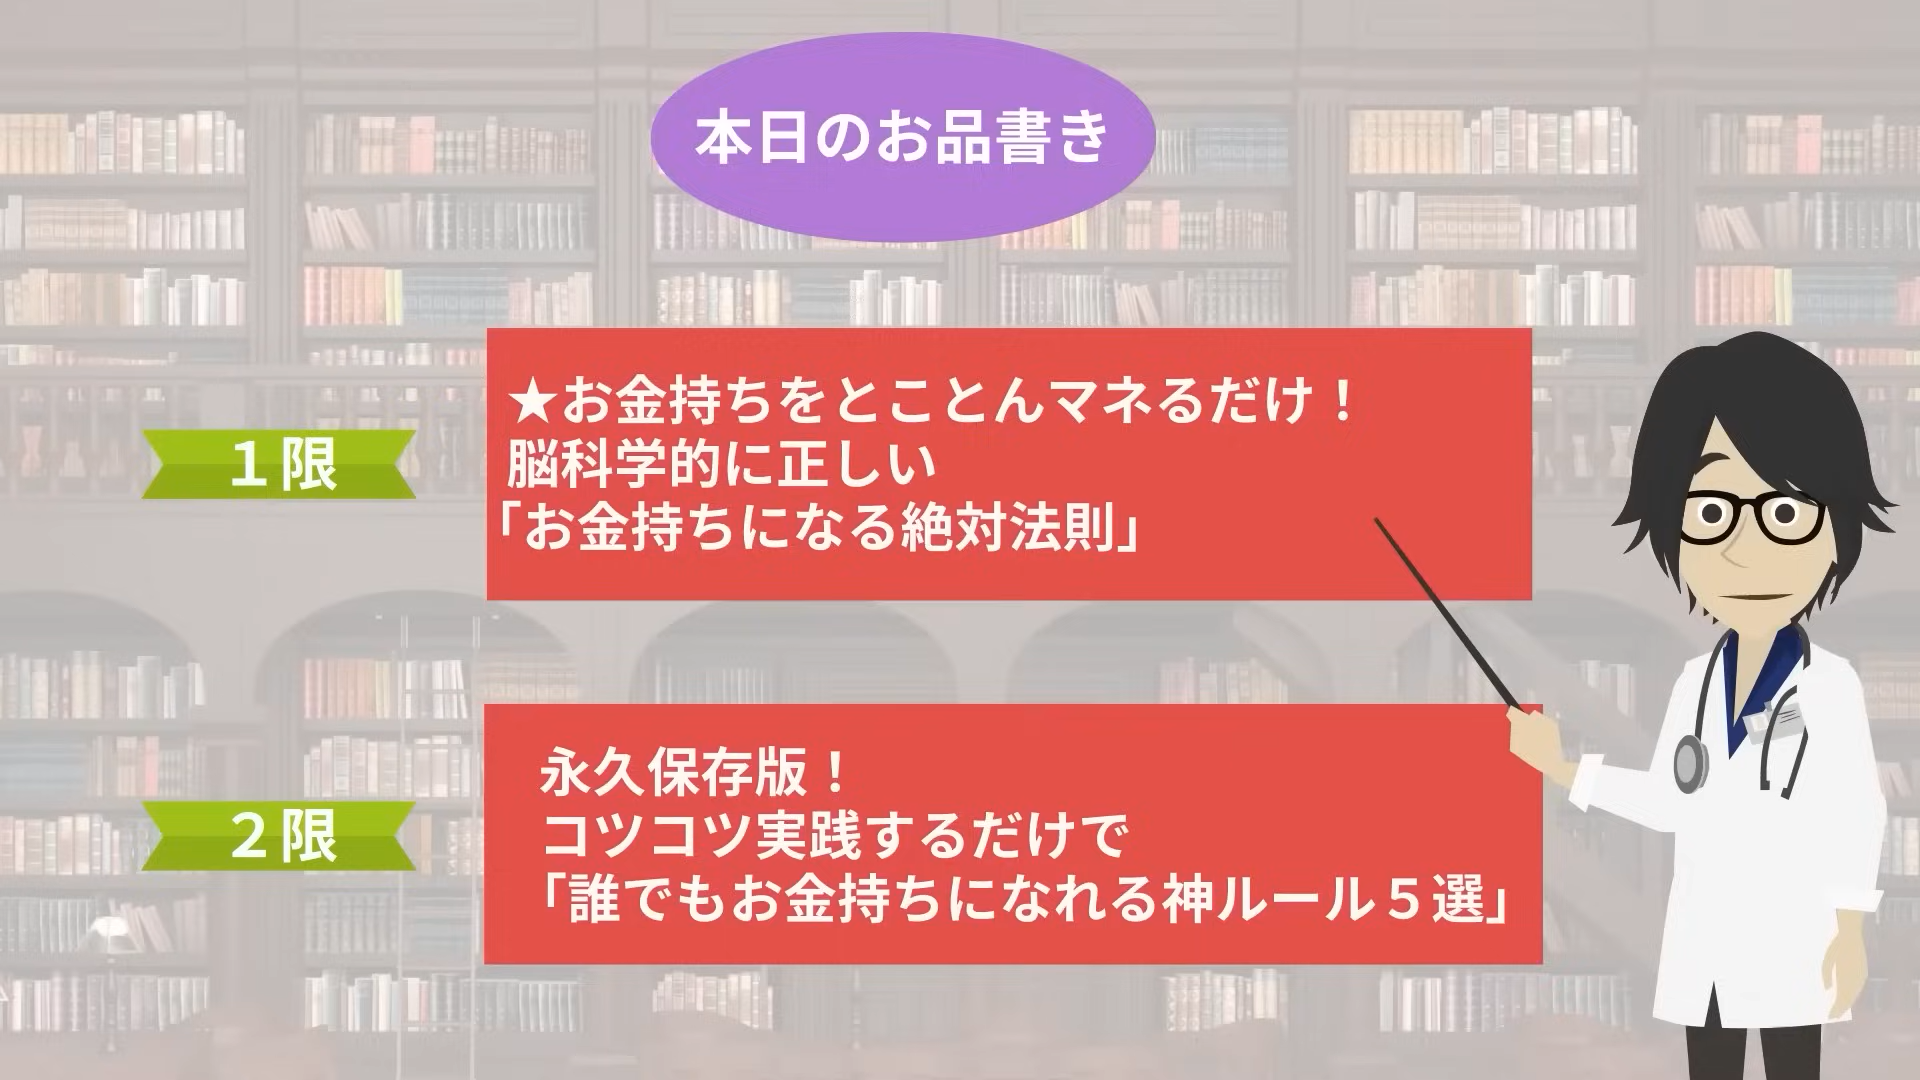 本日のお品書き
１限
★お金持ちをとことんマネるだけ！
脳科学的に正しい
「お金持ちになる絶対法則」
２限
永久保存版！
コツコツ実践するだけで
「誰でもお金持ちになれる神ルール５選」